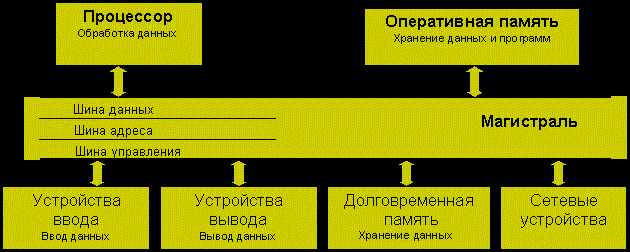 Процессор
Обработка данных
Оперативная память
Хранение данных и программ
Шина данных
Шина адреса
Шина управления
Магистраль
Устройства
ввода
Ввод данных
Устройства
вывода
Вывод данных
Долговременная
память
Хранение данных
Сетевые
устройства